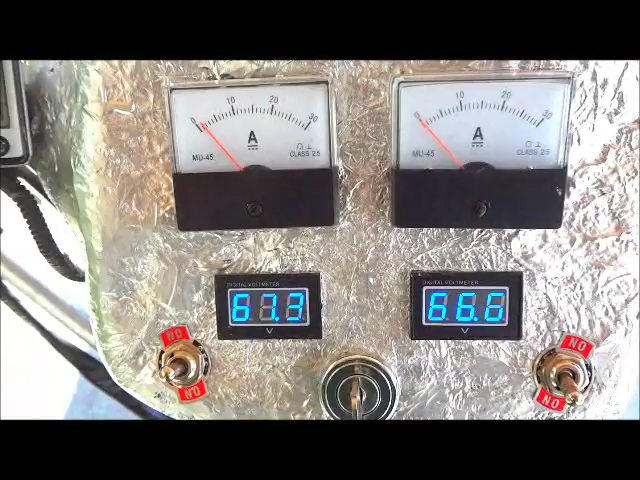 0 10 20 30
A
MU-45 CLASS 2.5
0 10 20 30
A
MU-45 CLASS 2.5
DIGITAL VOLTMETER
67.3
V
DIGITAL VOLTMETER
66.6
V
NO
NO
NO